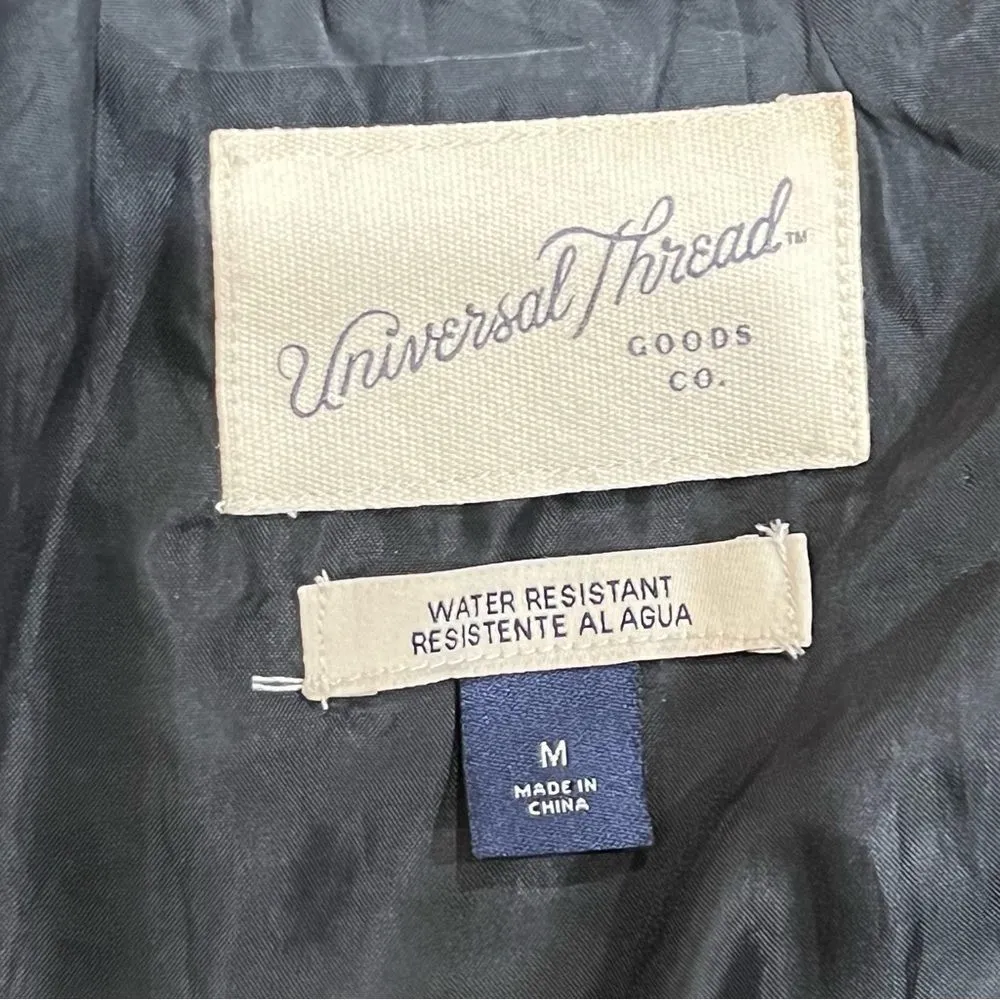 Universal Thread™
GOODS
CO.
WATER RESISTANT
RESISTENTE AL AGUA
M
MADE IN
CHINA